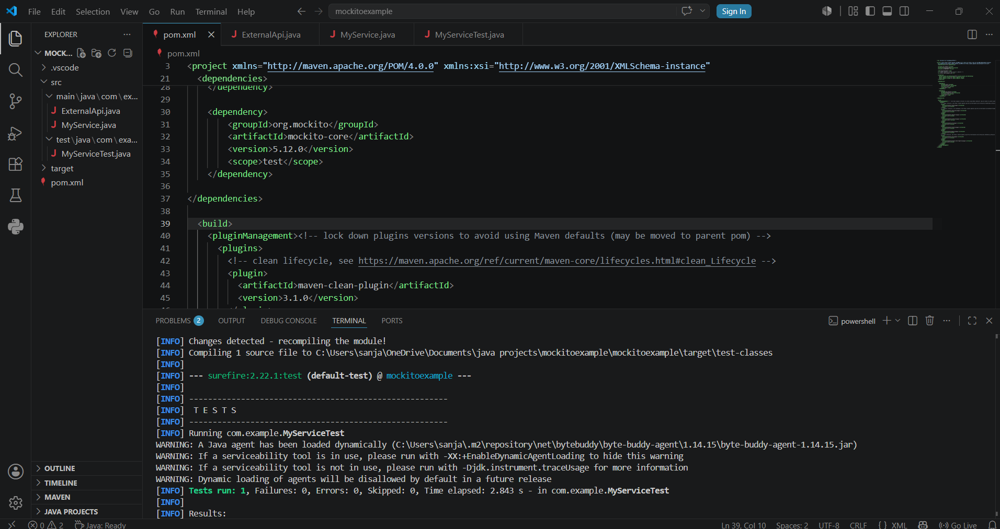 File Edit Selection View Go Run Terminal Help
mockitoexample
Sign In
EXPLORER
MOCK...
.vscode
src
main\java\com\ex...
ExternalApi.java
MyService.java
test\java\com\exa...
MyServiceTest.java
target
pom.xml
OUTLINE
TIMELINE
MAVEN
JAVA PROJECTS
pom.xml ExternalApi.java MyService.java MyServiceTest.java
pom.xml
3 <project xmlns="http://maven.apache.org/POM/4.0.0" xmlns:xsi="http://www.w3.org/2001/XMLSchema-instance"
21 <dependencies>
28 </dependency>
29
30 <dependency>
31 <groupId>org.mockito</groupId>
32 <artifactId>mockito-core</artifactId>
33 <version>5.12.0</version>
34 <scope>test</scope>
35 </dependency>
36
37 </dependencies>
38
39 <build>
40 <pluginManagement><!-- lock down plugins versions to avoid using Maven defaults (may be moved to parent pom) -->
41 <plugins>
42 <!-- clean lifecycle, see https://maven.apache.org/ref/current/maven-core/lifecycles.html#clean_Lifecycle -->
43 <plugin>
44 <artifactId>maven-clean-plugin</artifactId>
45 <version>3.1.0</version>
PROBLEMS 2 OUTPUT DEBUG CONSOLE TERMINAL PORTS
powershell
[INFO] Changes detected - recompiling the module!
[INFO] Compiling 1 source file to C:\Users\sanja\OneDrive\Documents\java projects\mockitoexample\mockitoexample\target\test-classes
[INFO]
[INFO] --- surefire:2.22.1:test (default-test) @ mockitoexample ---
[INFO]
[INFO] -------------------------------------------------------
[INFO]  T E S T S
[INFO] -------------------------------------------------------
[INFO] Running com.example.MyServiceTest
WARNING: A Java agent has been loaded dynamically (C:\Users\sanja\.m2\repository\net\bytebuddy\byte-buddy-agent\1.14.15\byte-buddy-agent-1.14.15.jar)
WARNING: If a serviceability tool is in use, please run with -XX:+EnableDynamicAgentLoading to hide this warning
WARNING: If a serviceability tool is not in use, please run with -Djdk.instrument.traceUsage for more information
WARNING: Dynamic loading of agents will be disallowed by default in a future release
[INFO] Tests run: 1, Failures: 0, Errors: 0, Skipped: 0, Time elapsed: 2.843 s - in com.example.MyServiceTest
[INFO]
[INFO] Results:
0 2 Java: Ready Ln 39, Col 10 Spaces: 2 UTF-8 CRLF { } XML Go Live